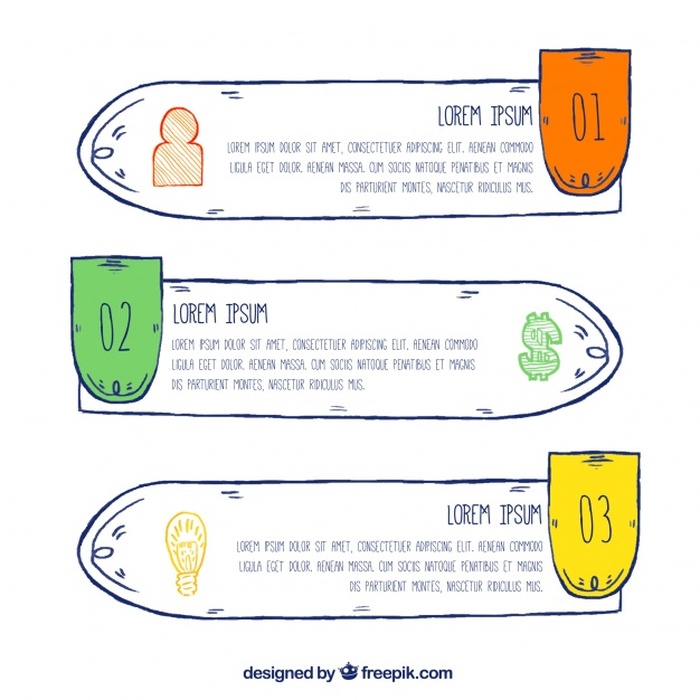 LOREM IPSUM
01
LOREM IPSUM DOLOR SIT AMET, CONSECTETUER ADIPISCING ELIT. AENEAN COMMODO
LIGULA EGET DOLOR. AENEAN MASSA. CUM SOCIIS NATOQUE PENATIBUS ET MAGNIS
DIS PARTURIENT MONTES, NASCETUR RIDICULUS MUS.
02
LOREM IPSUM
LOREM IPSUM DOLOR SIT AMET, CONSECTETUER ADIPISCING ELIT. AENEAN COMMODO
LIGULA EGET DOLOR. AENEAN MASSA. CUM SOCIIS NATOQUE PENATIBUS ET MAGNIS
DIS PARTURIENT MONTES, NASCETUR RIDICULUS MUS.
LOREM IPSUM
03
LOREM IPSUM DOLOR SIT AMET, CONSECTETUER ADIPISCING ELIT. AENEAN COMMODO
LIGULA EGET DOLOR. AENEAN MASSA. CUM SOCIIS NATOQUE PENATIBUS ET MAGNIS
DIS PARTURIENT MONTES, NASCETUR RIDICULUS MUS.
designed by freepik.com